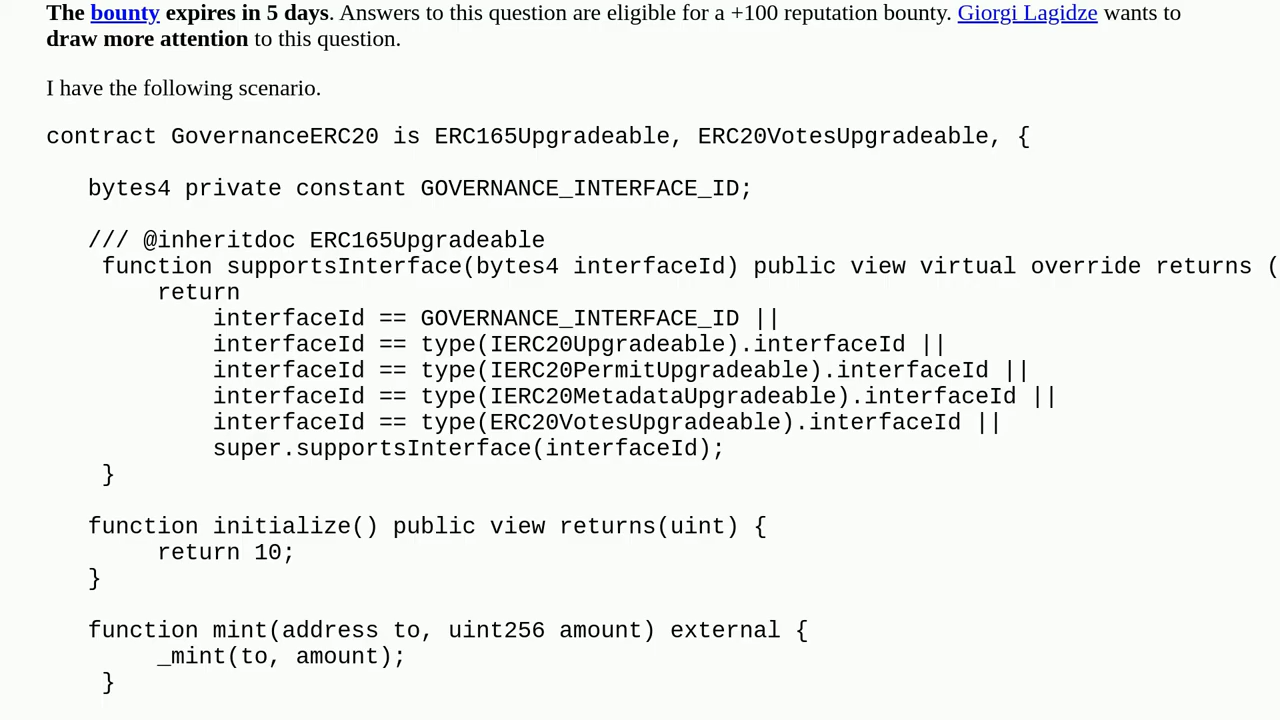 The bounty expires in 5 days. Answers to this question are eligible for a +100 reputation bounty. Giorgi Lagidze wants to
draw more attention to this question.
I have the following scenario.
contract GovernanceERC20 is ERC165Upgradeable, ERC20VotesUpgradeable, {
bytes4 private constant GOVERNANCE_INTERFACE_ID;
/// @inheritdoc ERC165Upgradeable
function supportsInterface(bytes4 interfaceId) public view virtual override returns (
return
interfaceId == GOVERNANCE_INTERFACE_ID ||
interfaceId == type(IERC20Upgradeable).interfaceId ||
interfaceId == type(IERC20PermitUpgradeable).interfaceId ||
interfaceId == type(IERC20MetadataUpgradeable).interfaceId ||
interfaceId == type(ERC20VotesUpgradeable).interfaceId ||
super.supportsInterface(interfaceId);
}
function initialize() public view returns(uint) {
return 10;
}
function mint(address to, uint256 amount) external {
_mint(to, amount);
}